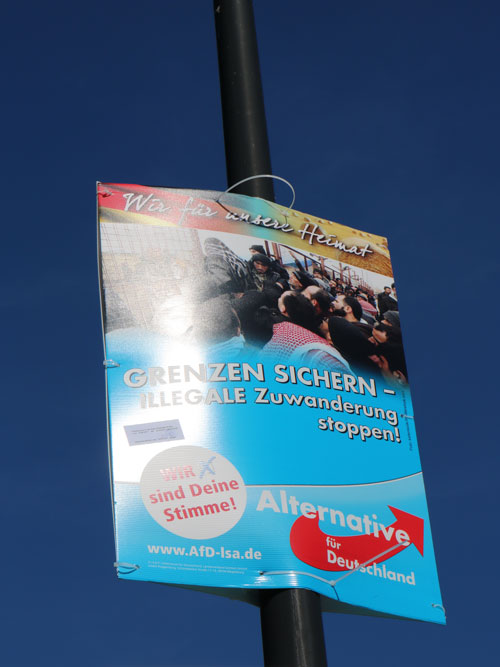 Wir für unsere Heimat
GRENZEN SICHERN –
ILLEGALE Zuwanderung
stoppen!
WIR
sind Deine
Stimme!
Alternative
für
Deutschland
www.AfD-lsa.de